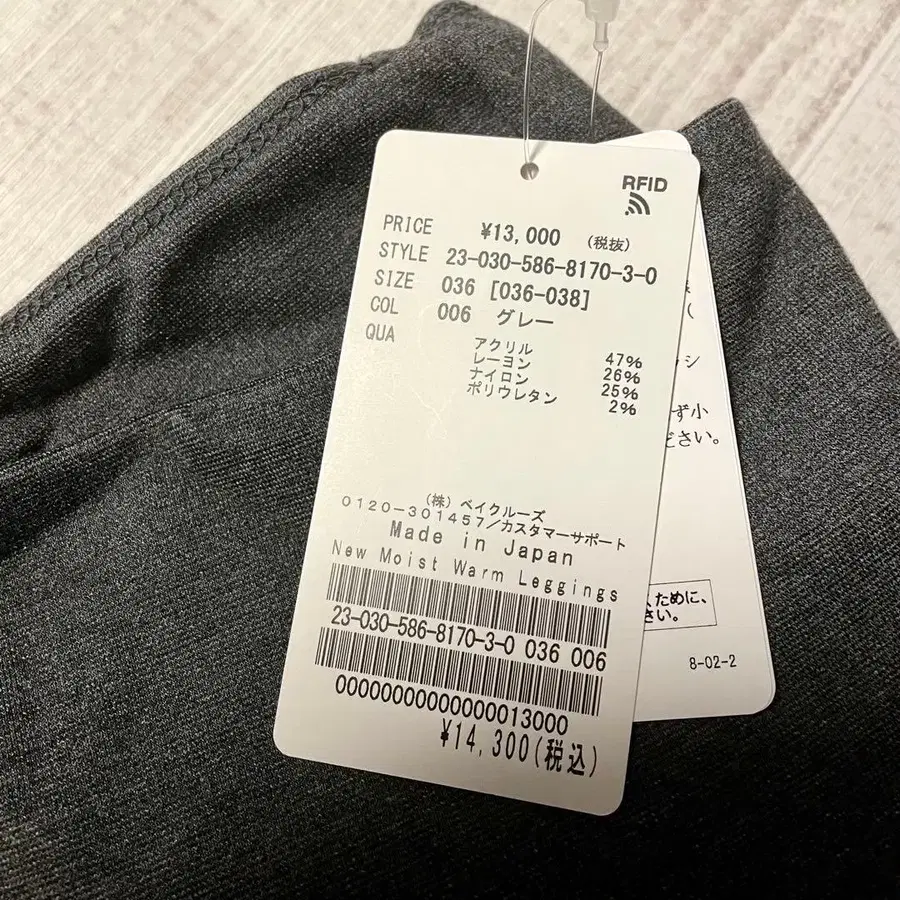 RFID
PRICE ¥13,000 (税抜)
STYLE 23-030-586-8170-3-0
SIZE 036 [036-038]
COL 006 グレー
QUA
アクリル 47%
レーヨン 26%
ナイロン 25%
ポリウレタン 2%
(株)ベイクルーズ
0120-301457/カスタマーサポート
Made in Japan
New Moist Warm Leggings
23-030-586-8170-3-0 036 006
0000000000000013000
¥14,300(税込)
シ
ず小
ださい。
ために、
さい。
8-02-2